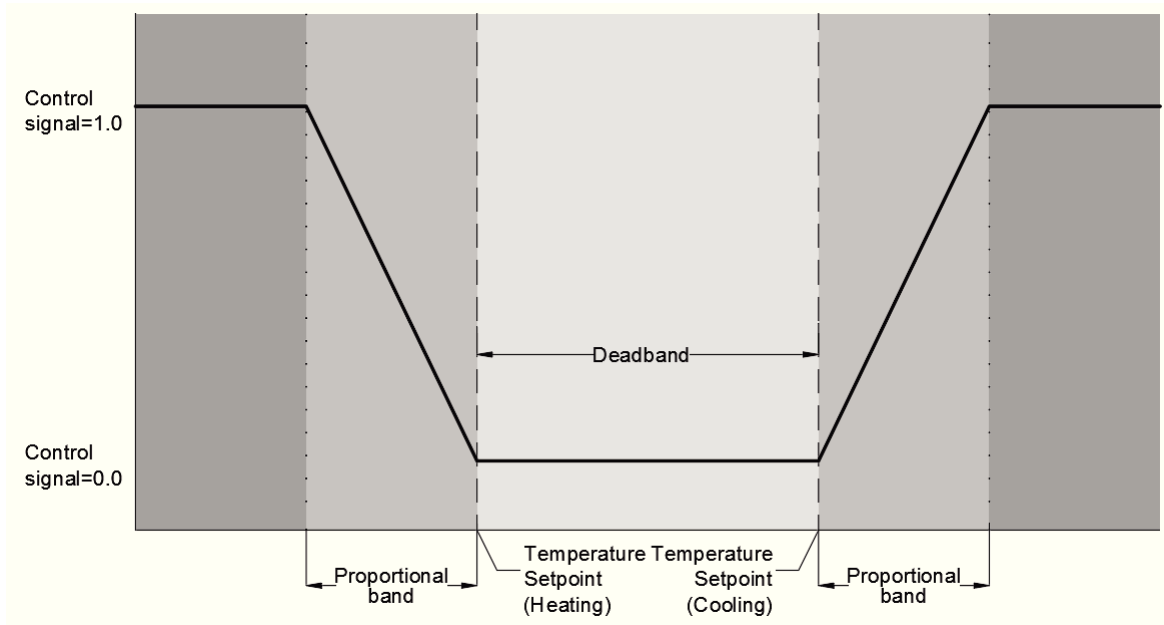 Control
signal=1.0
Deadband
Control
signal=0.0
Proportional
band
Temperature
Setpoint
(Heating)
Temperature
Setpoint
(Cooling)
Proportional
band